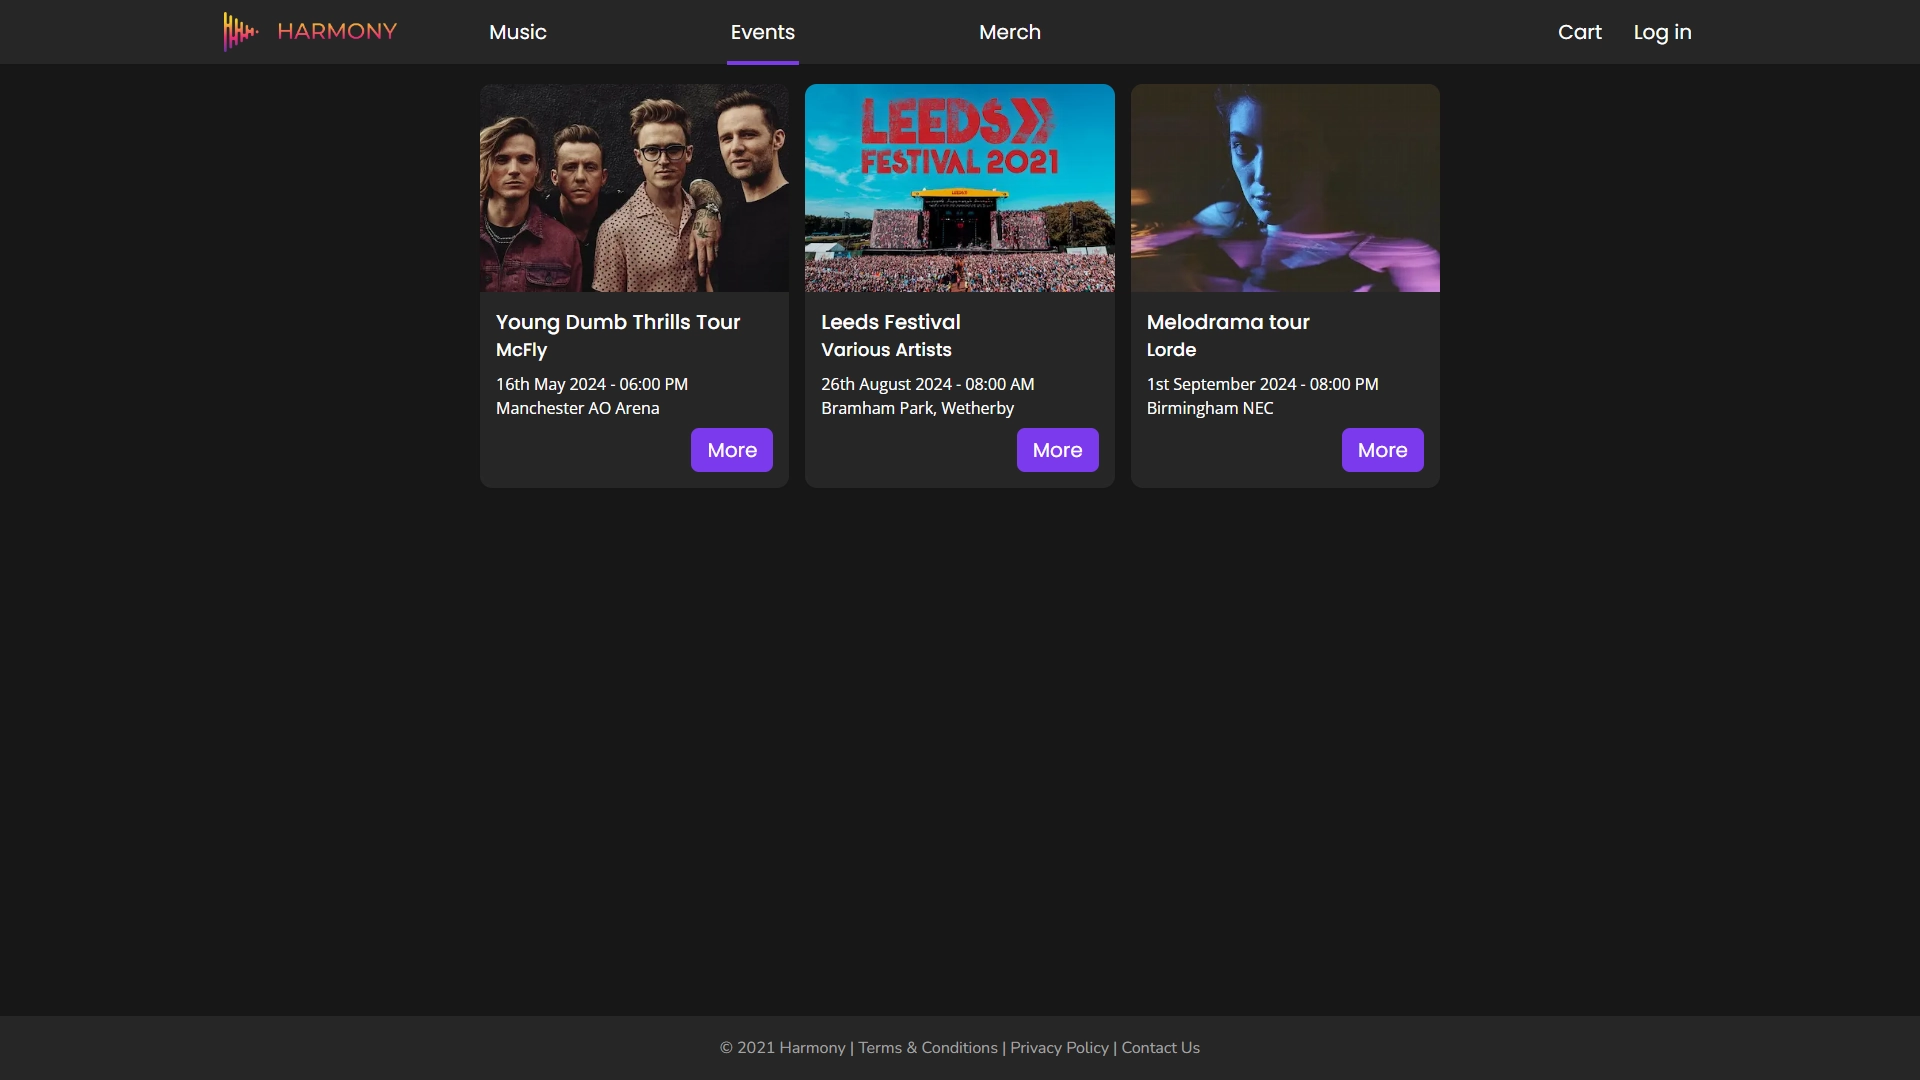 HARMONY
Music
Events
Merch
Cart
Log in
LEEDS
FESTIVAL 2021
Young Dumb Thrills Tour
McFly
16th May 2024 - 06:00 PM
Manchester AO Arena
More
Leeds Festival
Various Artists
26th August 2024 - 08:00 AM
Bramham Park, Wetherby
More
Melodrama tour
Lorde
1st September 2024 - 08:00 PM
Birmingham NEC
More
© 2021 Harmony | Terms & Conditions | Privacy Policy | Contact Us